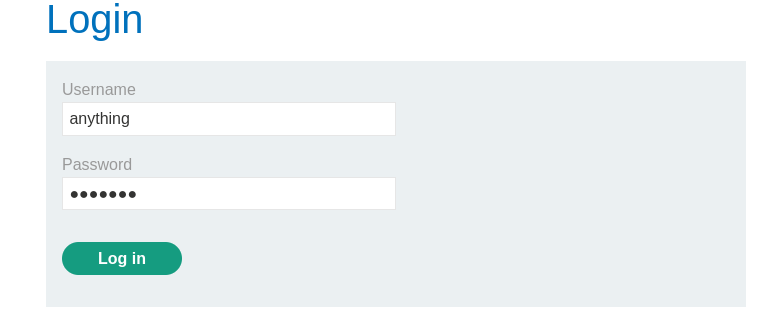 Login
Username
anything
Password
●●●●●●●
Log in